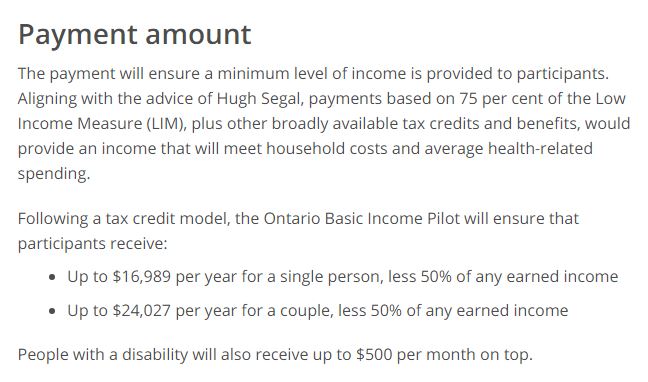 Payment amount
The payment will ensure a minimum level of income is provided to participants.
Aligning with the advice of Hugh Segal, payments based on 75 per cent of the Low
Income Measure (LIM), plus other broadly available tax credits and benefits, would
provide an income that will meet household costs and average health-related
spending.
Following a tax credit model, the Ontario Basic Income Pilot will ensure that
participants receive:
• Up to $16,989 per year for a single person, less 50% of any earned income
• Up to $24,027 per year for a couple, less 50% of any earned income
People with a disability will also receive up to $500 per month on top.